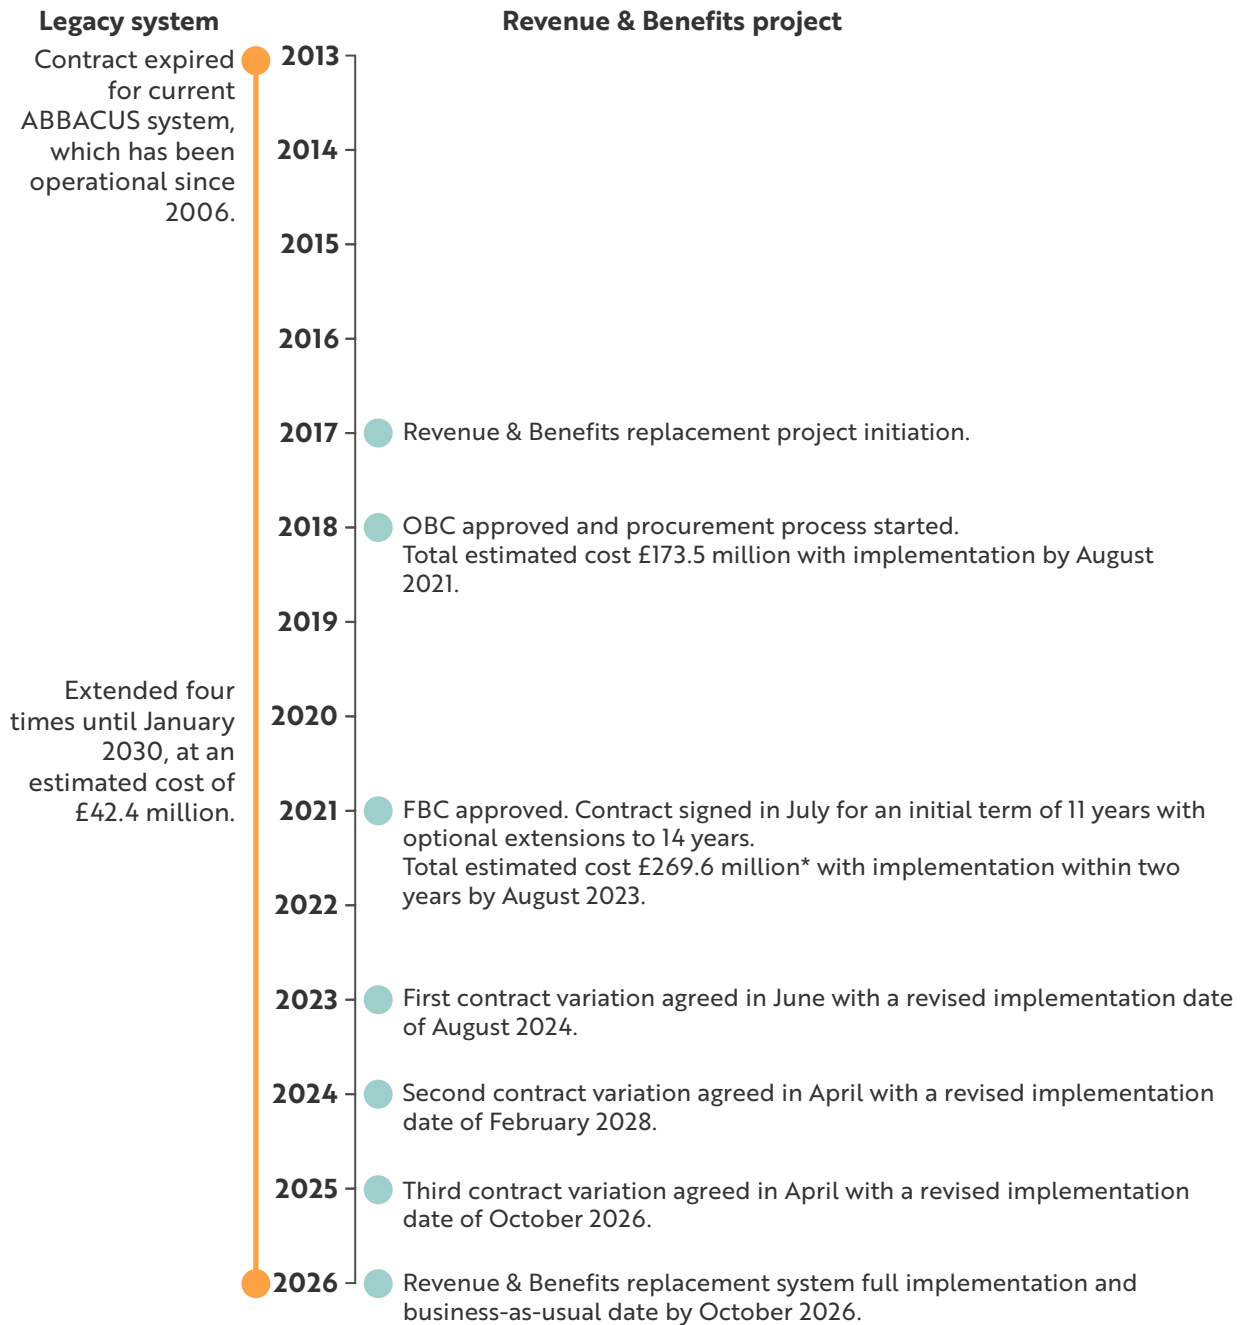 Legacy system
Revenue & Benefits project
Contract expired
for current
ABBACUS system,
which has been
operational since
2006.
2013
2014
2015
2016
2017
Revenue & Benefits replacement project initiation.
2018
OBC approved and procurement process started.
Total estimated cost £173.5 million with implementation by August
2021.
2019
Extended four
times until January
2030, at an
estimated cost of
£42.4 million.
2020
2021
FBC approved. Contract signed in July for an initial term of 11 years with
optional extensions to 14 years.
Total estimated cost £269.6 million* with implementation within two
years by August 2023.
2022
2023
First contract variation agreed in June with a revised implementation date
of August 2024.
2024
Second contract variation agreed in April with a revised implementation
date of February 2028.
2025
Third contract variation agreed in April with a revised implementation
date of October 2026.
2026
Revenue & Benefits replacement system full implementation and
business-as-usual date by October 2026.